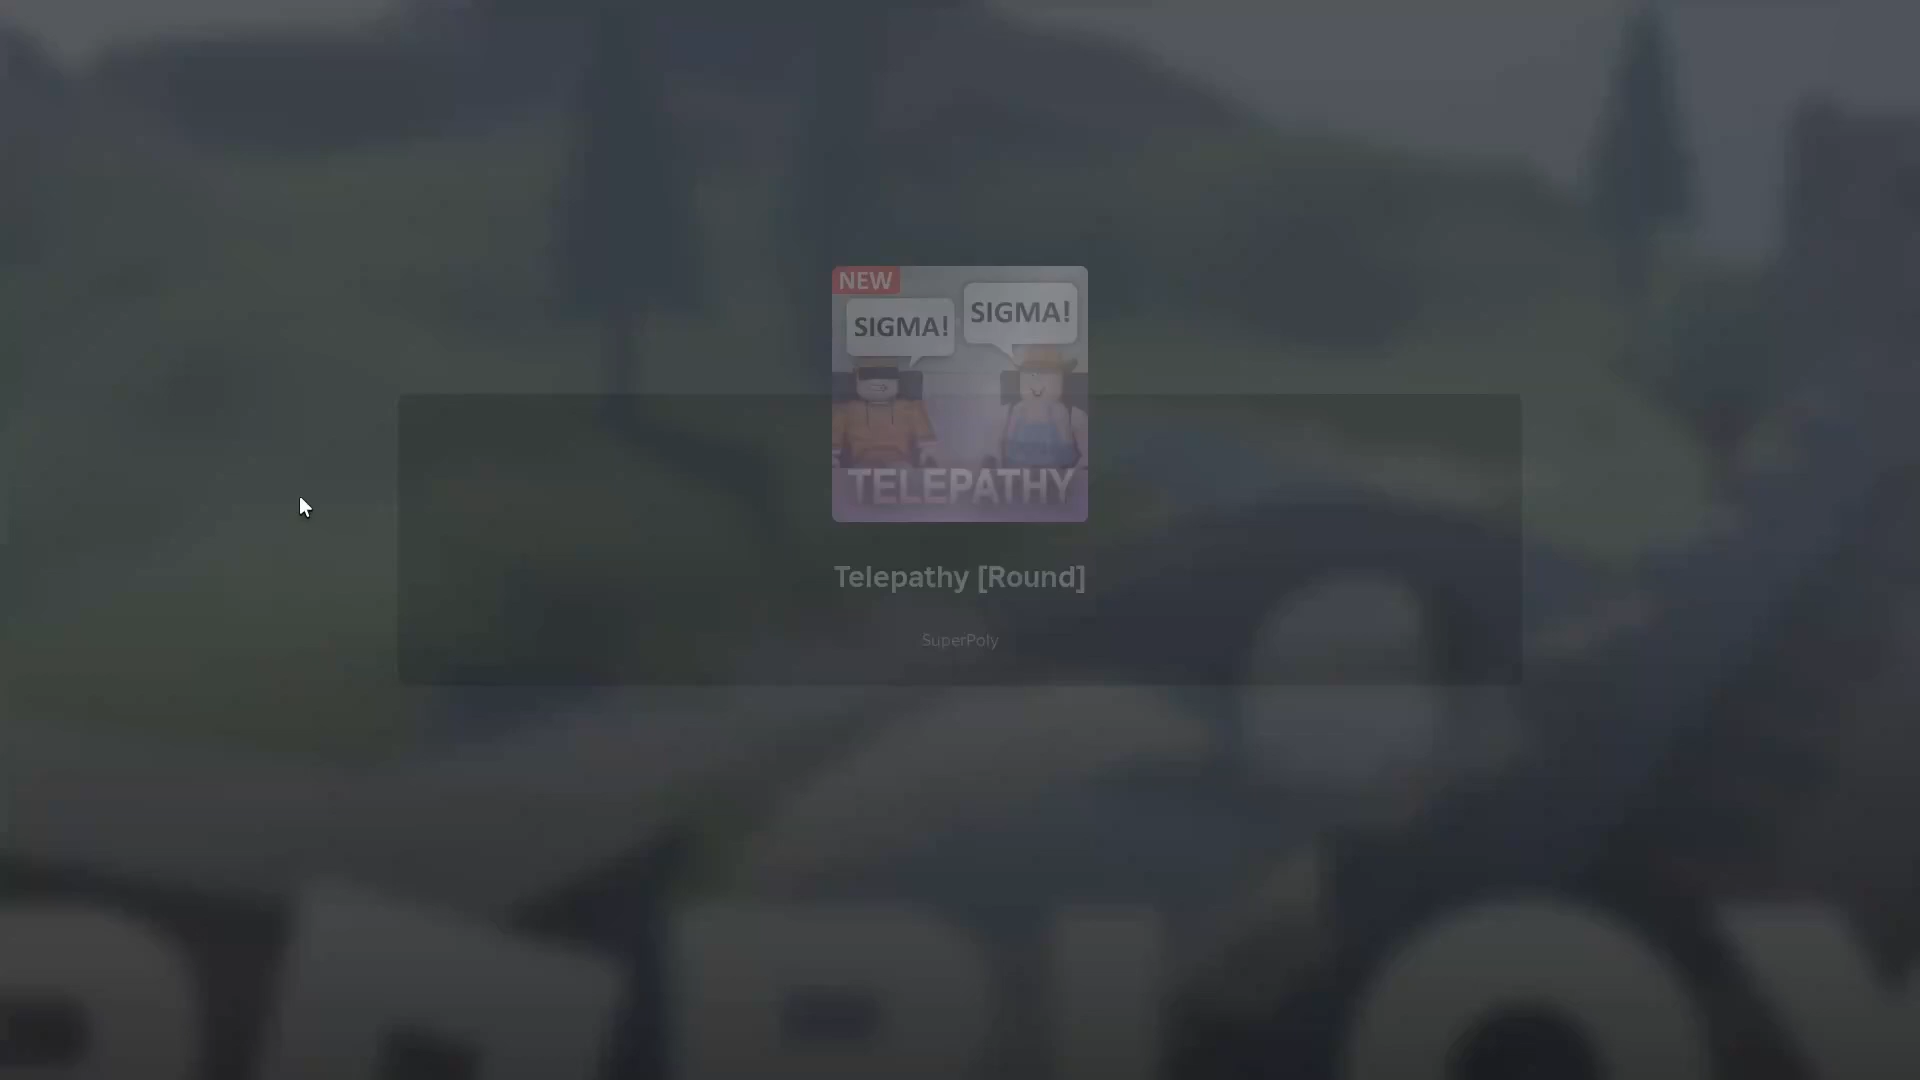 NEW
SIGMA!
SIGMA!
TELEPATHY
Telepathy [Round]
SuperPoly